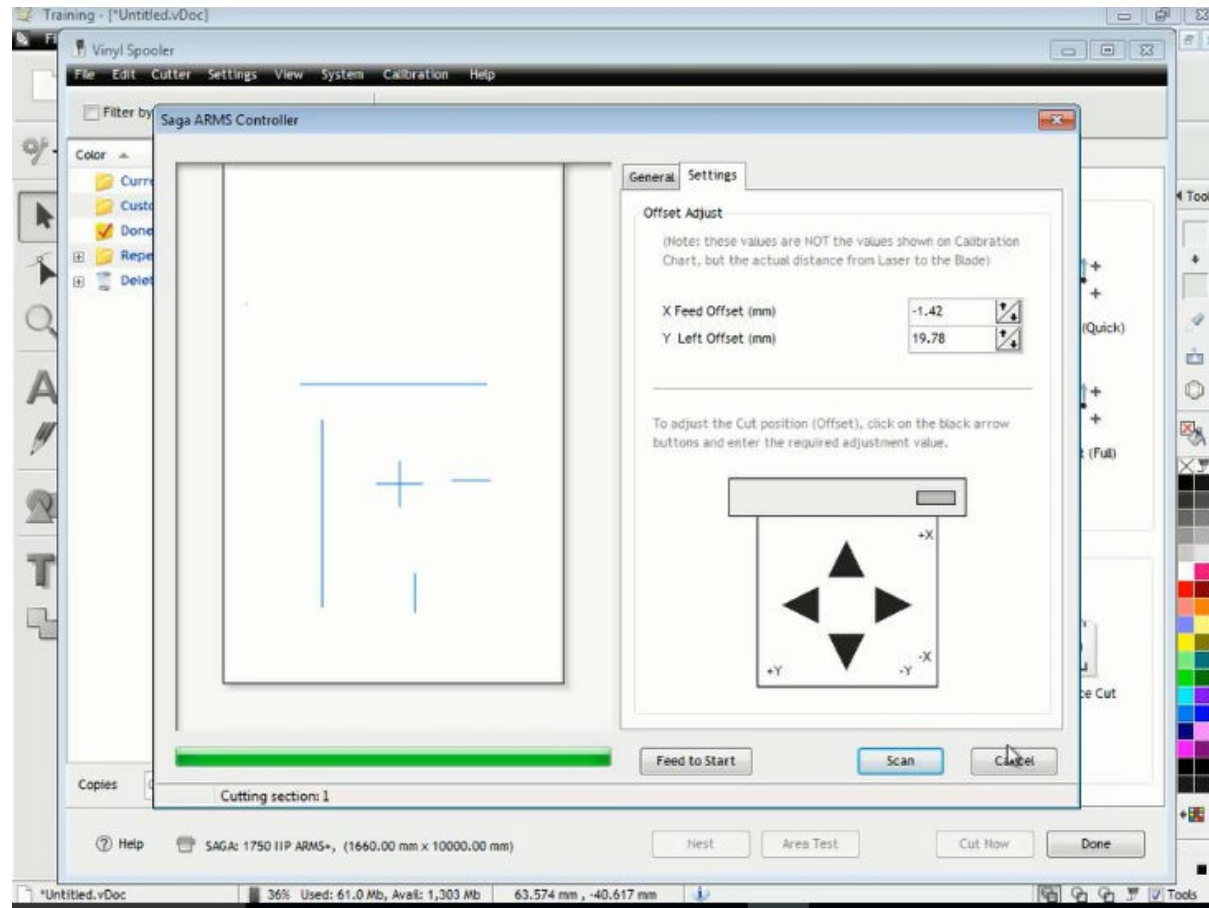 Training - [*Untitled.vDoc]
Vinyl Spooler
File Edit Cutter Settings View System Calibration Help
Filter by
Saga ARMS Controller
Color
Curre
Custo
Done
Repe
Delet
General Settings
Offset Adjust
(Note: these values are NOT the values shown on Calibration
Chart, but the actual distance from Laser to the Blade)
X Feed Offset (mm) -1.42
Y Left Offset (mm) 19.78
To adjust the Cut position (Offset), click on the black arrow
buttons and enter the required adjustment value.
+X
+Y -X
-Y
Tool
(Quick)
(Full)
ce Cut
Feed to Start Scan Cancel
Copies
Cutting section: 1
Help SAGA: 1750 IIP ARMS+, (1660.00 mm x 10000.00 mm) Nest Area Test Cut Now Done
*Untitled.vDoc 36% Used: 61.0 Mb, Avail: 1,303 Mb 63.574 mm , -40.617 mm Tools